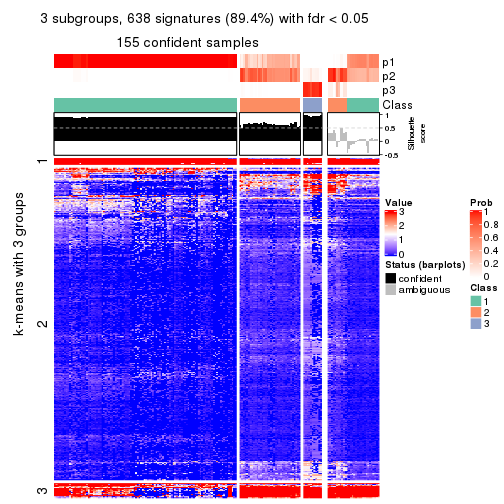 3 subgroups, 638 signatures (89.4%) with fdr < 0.05
155 confident samples
p1
p2
p3
Class
1
0.5
0
-0.5
Silhouette
score
k-means with 3 groups
1
2
3
Value
3
2
1
0
Status (barplots)
confident
ambiguous
Prob
1
0.8
0.6
0.4
0.2
0
Class
1
2
3